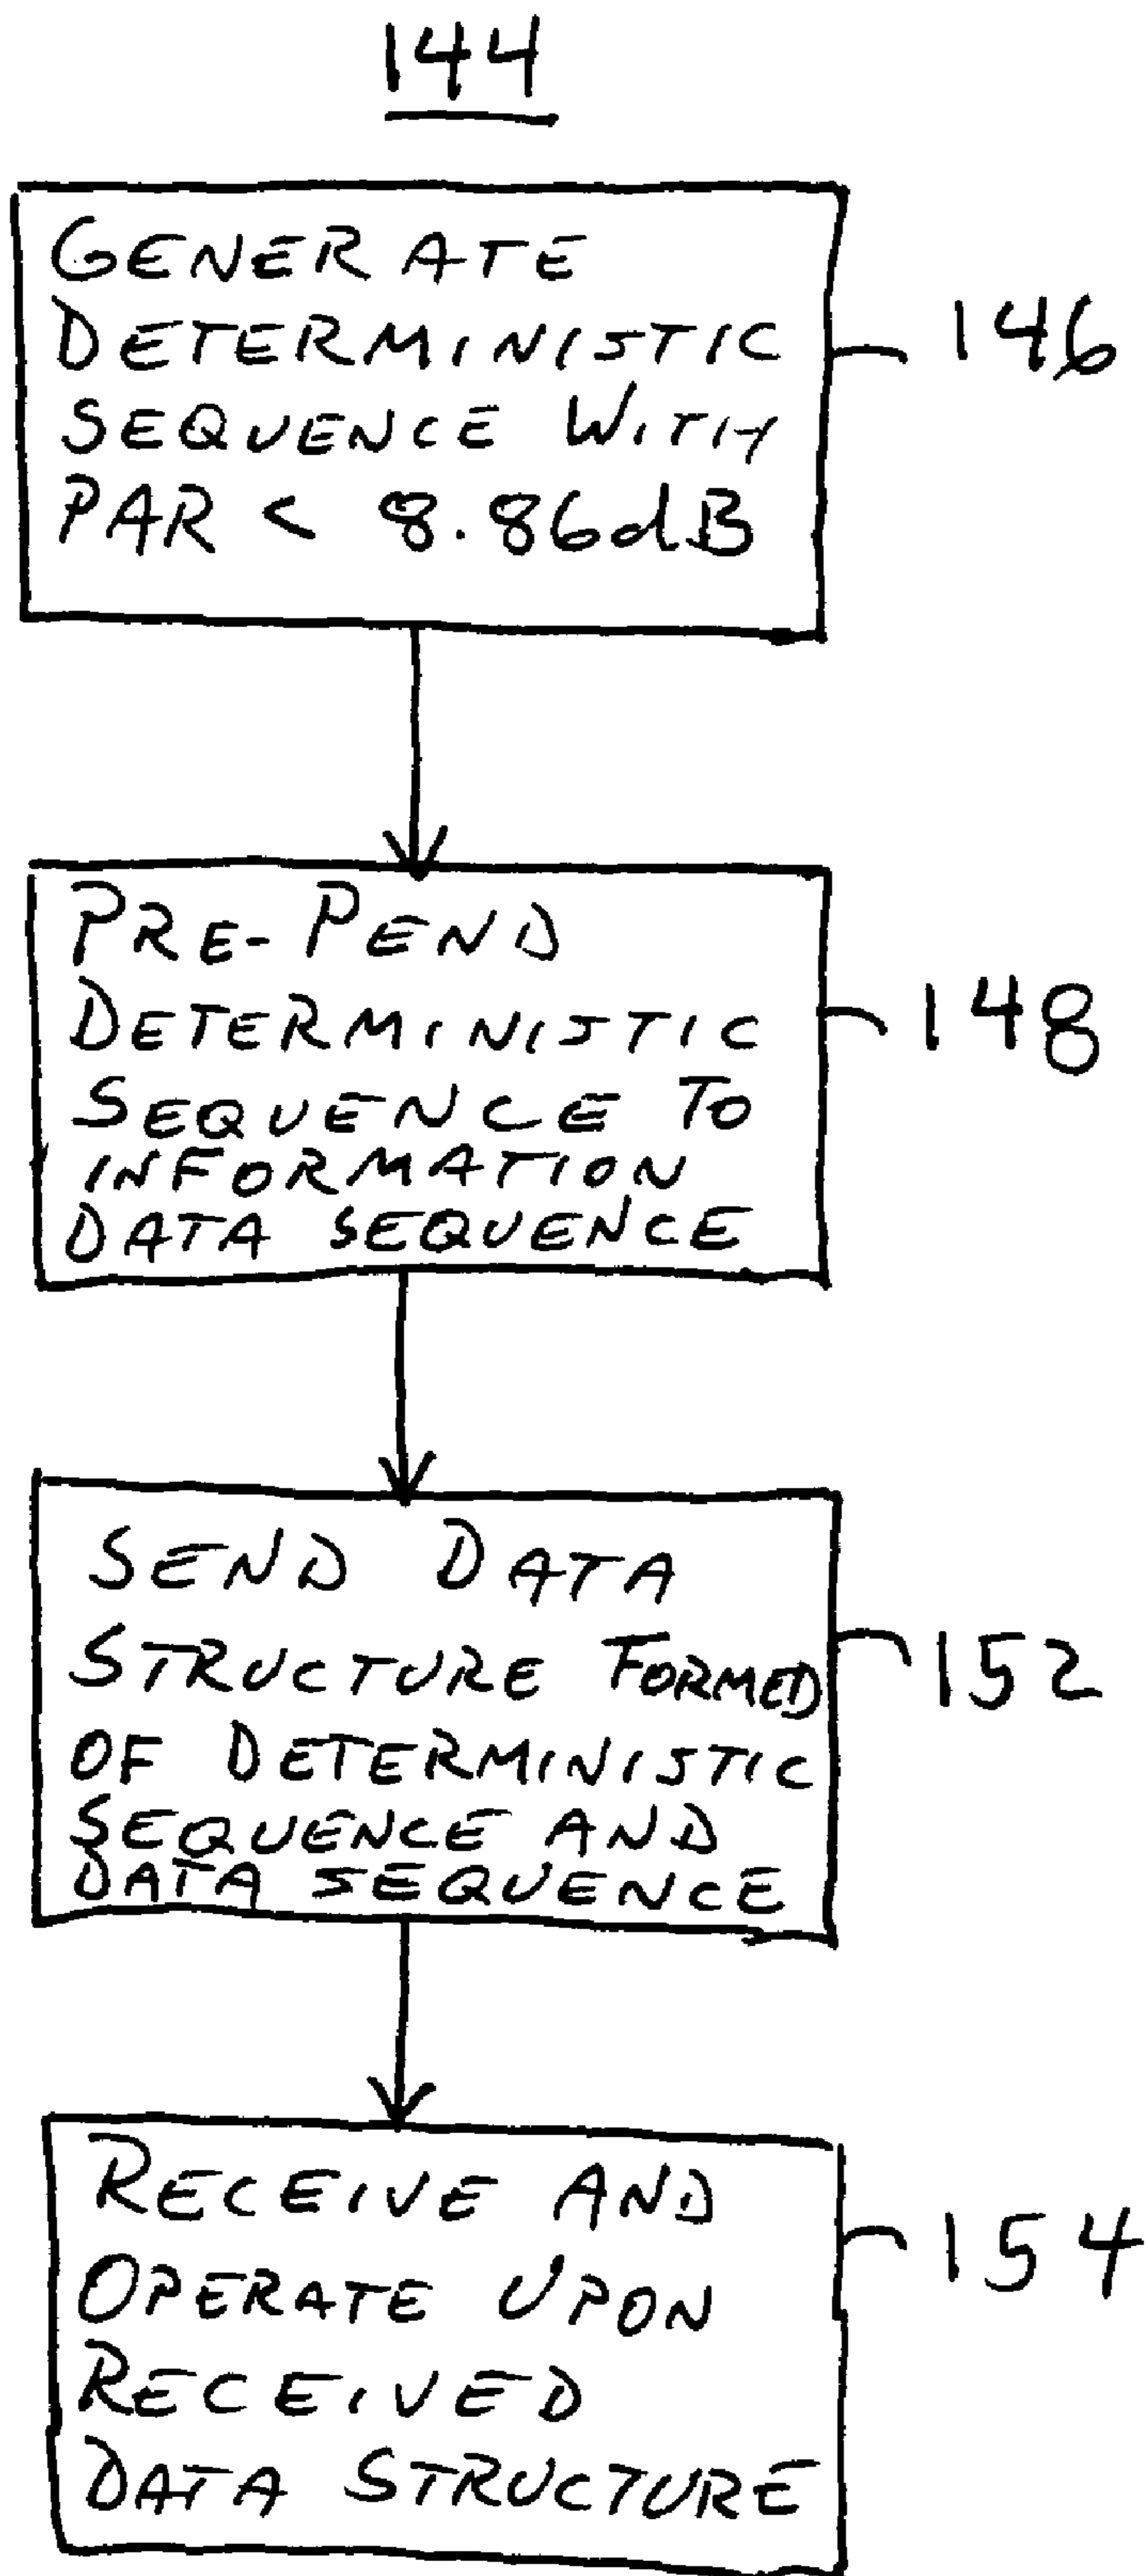 144
GENERATE
DETERMINISTIC
SEQUENCE WITH
PAR < 8.86dB
146
PRE-PEND
DETERMINISTIC
SEQUENCE TO
INFORMATION
DATA SEQUENCE
148
SEND DATA
STRUCTURE FORMED
OF DETERMINISTIC
SEQUENCE AND
DATA SEQUENCE
152
RECEIVE AND
OPERATE UPON
RECEIVED
DATA STRUCTURE
154